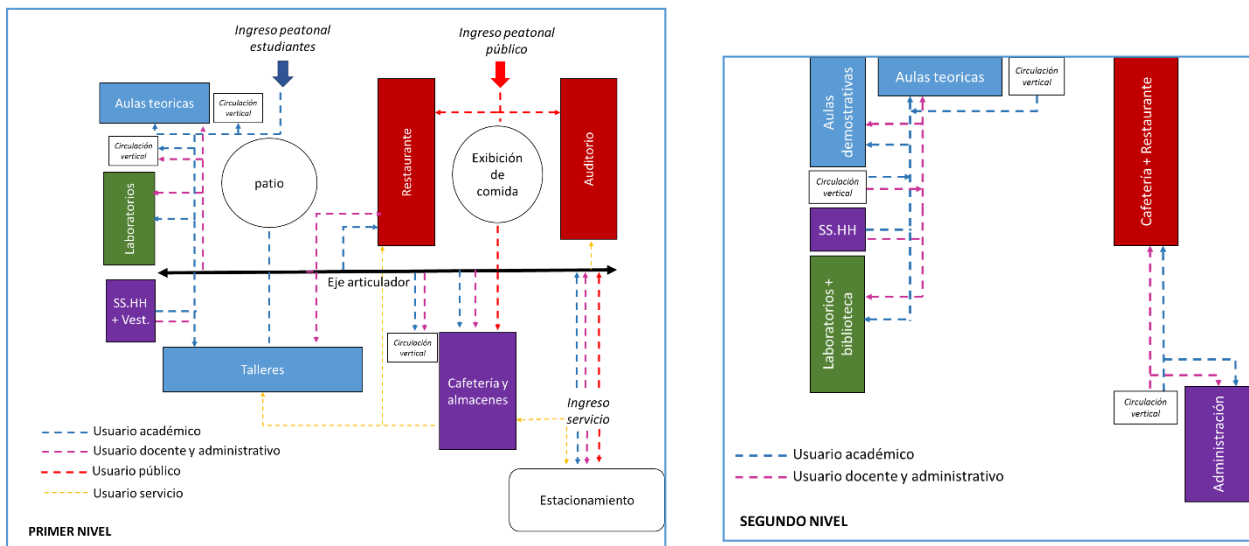 Ingreso peatonal
estudiantes
Ingreso peatonal
público
Aulas teoricas
Circulación
vertical
Circulación
vertical
Laboratorios
patio
Restaurante
Exibición
de
comida
Auditorio
Eje articulador
SS.HH
+ Vest.
Talleres
Circulación
vertical
Cafetería y
almacenes
Ingreso
servicio
Estacionamiento
Usuario académico
Usuario docente y administrativo
Usuario público
Usuario servicio
PRIMER NIVEL
Aulas
demostrativas
Aulas teoricas
Circulación
vertical
Circulación
vertical
SS.HH
Laboratorios +
biblioteca
Cafetería + Restaurante
Circulación
vertical
Administración
Usuario académico
Usuario docente y administrativo
SEGUNDO NIVEL